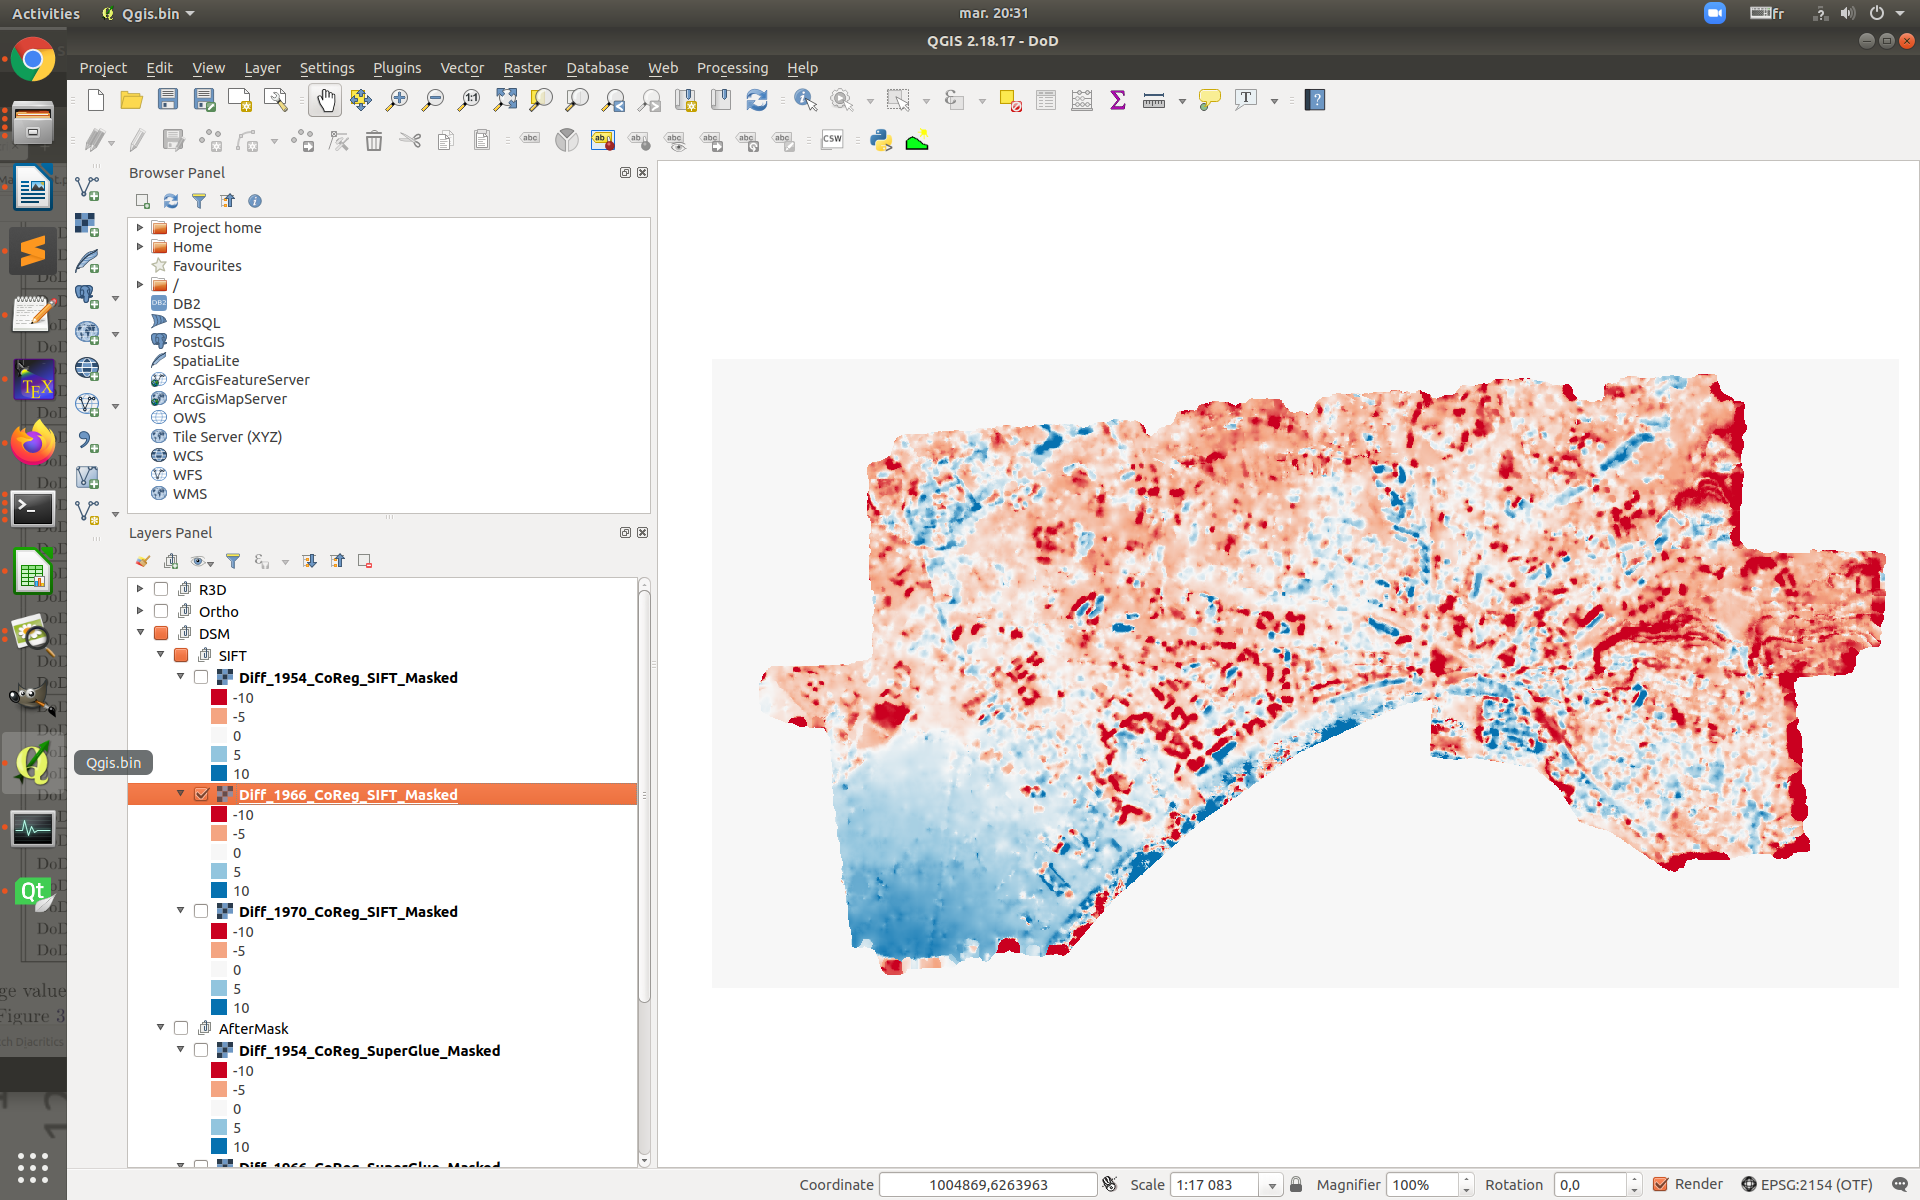 Activities Qgis.bin mar. 20:31 fr
QGIS 2.18.17 - DoD
Project Edit View Layer Settings Plugins Vector Raster Database Web Processing Help
Browser Panel
Project home
Home
Favourites
/
DB2
MSSQL
PostGIS
SpatiaLite
ArcGisFeatureServer
ArcGisMapServer
OWS
Tile Server (XYZ)
WCS
WFS
WMS
Layers Panel
R3D
Ortho
DSM
SIFT
Diff_1954_CoReg_SIFT_Masked
-10
-5
0
5
10
Qgis.bin
Diff_1966_CoReg_SIFT_Masked
-10
-5
0
5
10
Diff_1970_CoReg_SIFT_Masked
-10
-5
0
5
10
AfterMask
Diff_1954_CoReg_SuperGlue_Masked
-10
-5
0
5
10
Diff_1966_CoReg_SuperGlue_Masked
Coordinate 1004869,6263963 Scale 1:17 083 Magnifier 100% Rotation 0,0 Render EPSG:2154 (OTF)